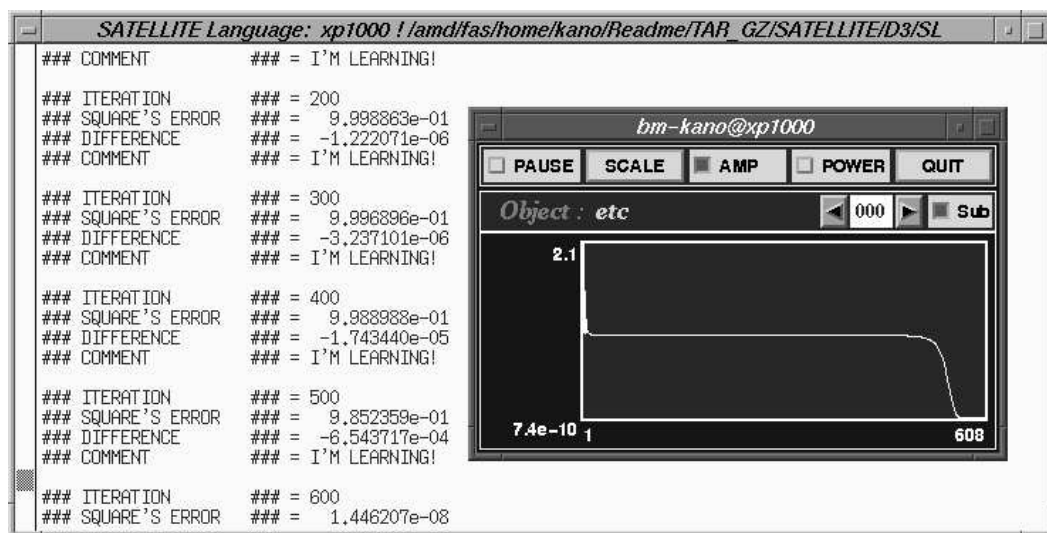 SATELLITE Language: xp1000 ! /amd/fas/home/kano/Readme/TAR_GZ/SATELLITE/D3/SL
### COMMENT ### = I'M LEARNING!
### ITERATION ### = 200
### SQUARE'S ERROR ### = 9.998863e-01
### DIFFERENCE ### = -1.222071e-06
### COMMENT ### = I'M LEARNING!
### ITERATION ### = 300
### SQUARE'S ERROR ### = 9.996896e-01
### DIFFERENCE ### = -3.237101e-06
### COMMENT ### = I'M LEARNING!
### ITERATION ### = 400
### SQUARE'S ERROR ### = 9.988988e-01
### DIFFERENCE ### = -1.743440e-05
### COMMENT ### = I'M LEARNING!
### ITERATION ### = 500
### SQUARE'S ERROR ### = 9.852359e-01
### DIFFERENCE ### = -6.543717e-04
### COMMENT ### = I'M LEARNING!
### ITERATION ### = 600
### SQUARE'S ERROR ### = 1.446207e-08
bm-kano@xp1000
PAUSE SCALE AMP POWER QUIT
Object : etc 000 Sub
2.1
7.4e-10
1 608